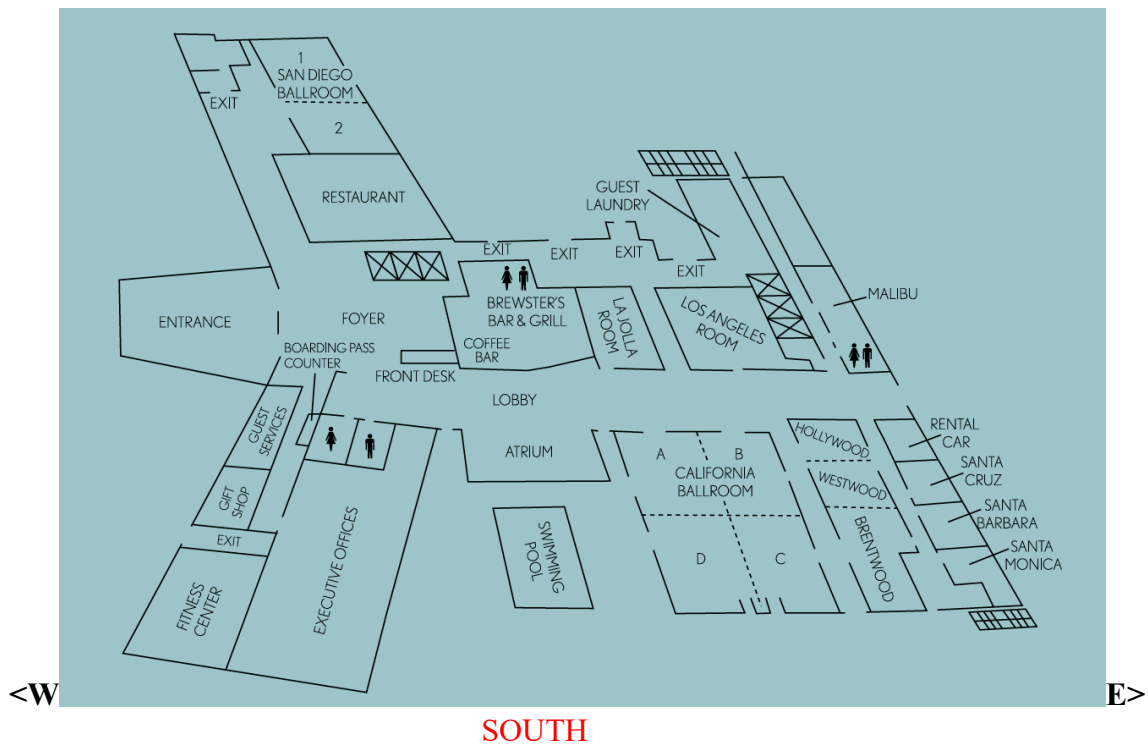 1
SAN DIEGO
BALLROOM
EXIT
2
RESTAURANT
GUEST
LAUNDRY
EXIT
EXIT
EXIT
EXIT
ENTRANCE
FOYER
BREWSTER'S
BAR & GRILL
COFFEE
BAR
LA JOLLA
ROOM
LOS ANGELES
ROOM
MALIBU
BOARDING PASS
COUNTER
FRONT DESK
LOBBY
ATRIUM
GUEST
SERVICES
GIFT
SHOP
EXIT
FITNESS
CENTER
EXECUTIVE OFFICES
SWIMMING
POOL
A
B
CALIFORNIA
BALLROOM
D
C
HOLLYWOOD
WESTWOOD
BRENTWOOD
RENTAL
CAR
SANTA
CRUZ
SANTA
BARBARA
SANTA
MONICA
<W
E>
SOUTH